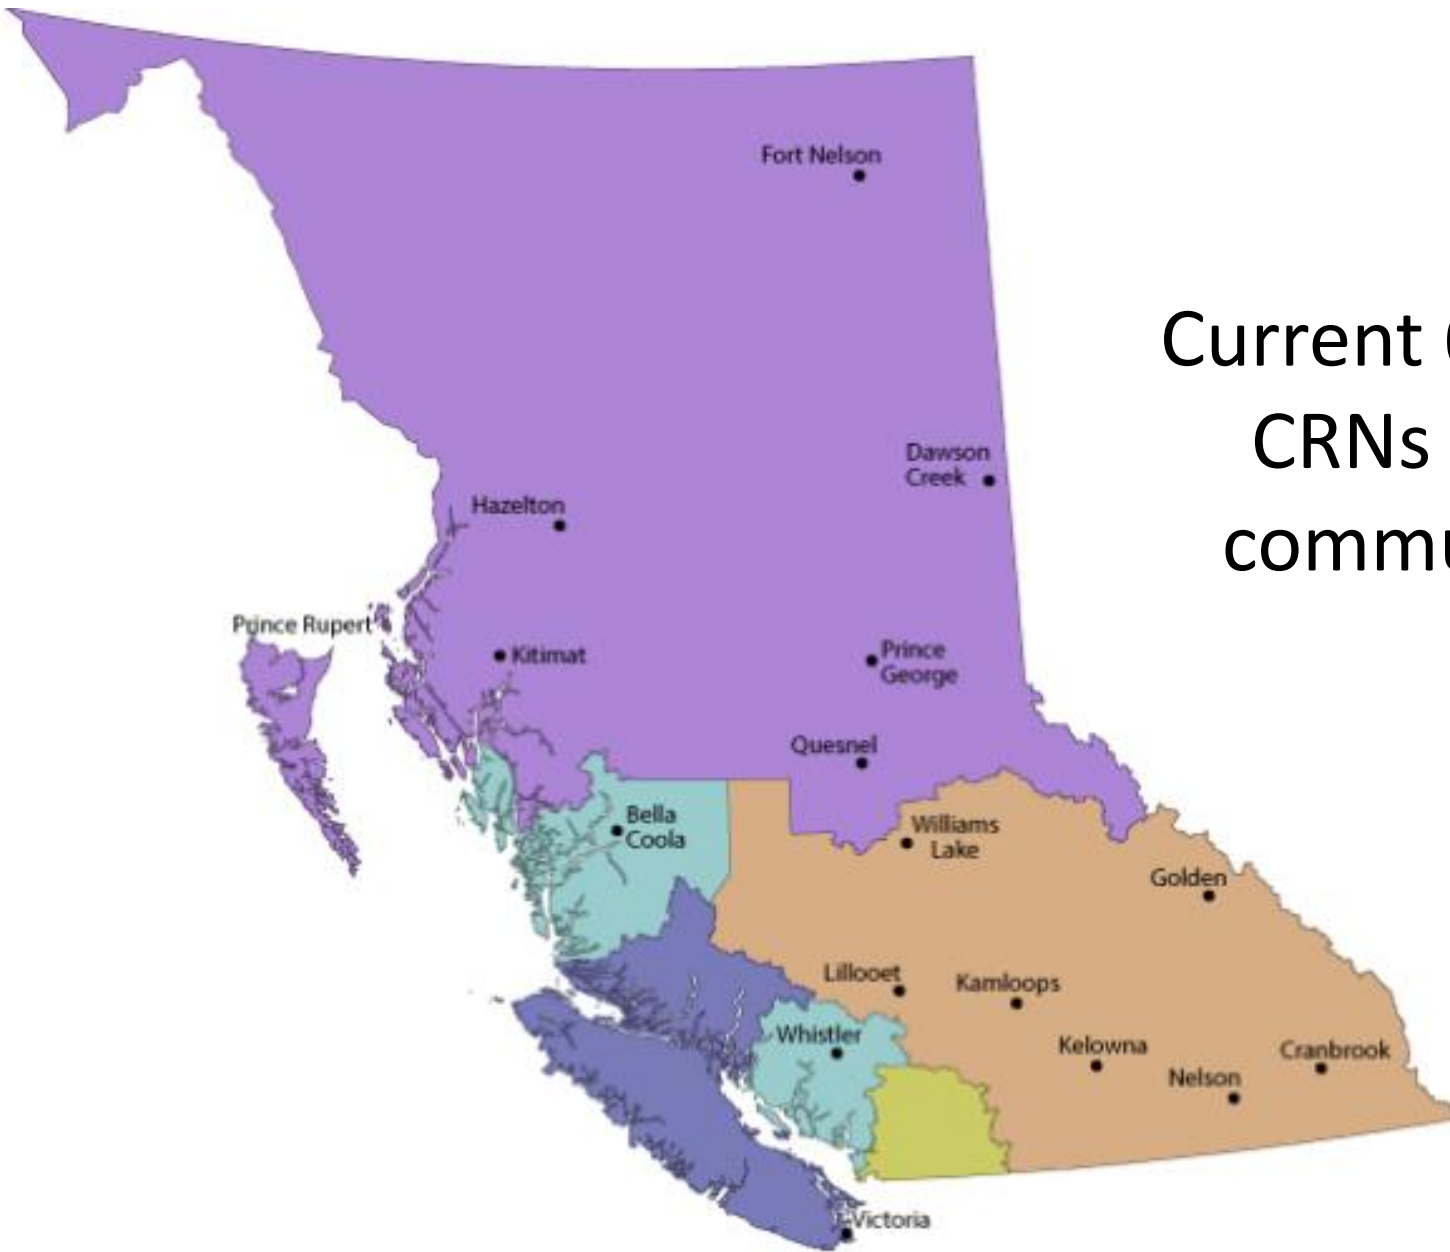 Fort Nelson
Current
CRNs
Dawson
Creek
Hazelton
Prince Rupert
Kitimat
Prince
George
Quesnel
Bella
Coola
Williams
Lake
Golden
Lillooet
Kamloops
Whistler
Kelowna
Cranbrook
Nelson
Victoria